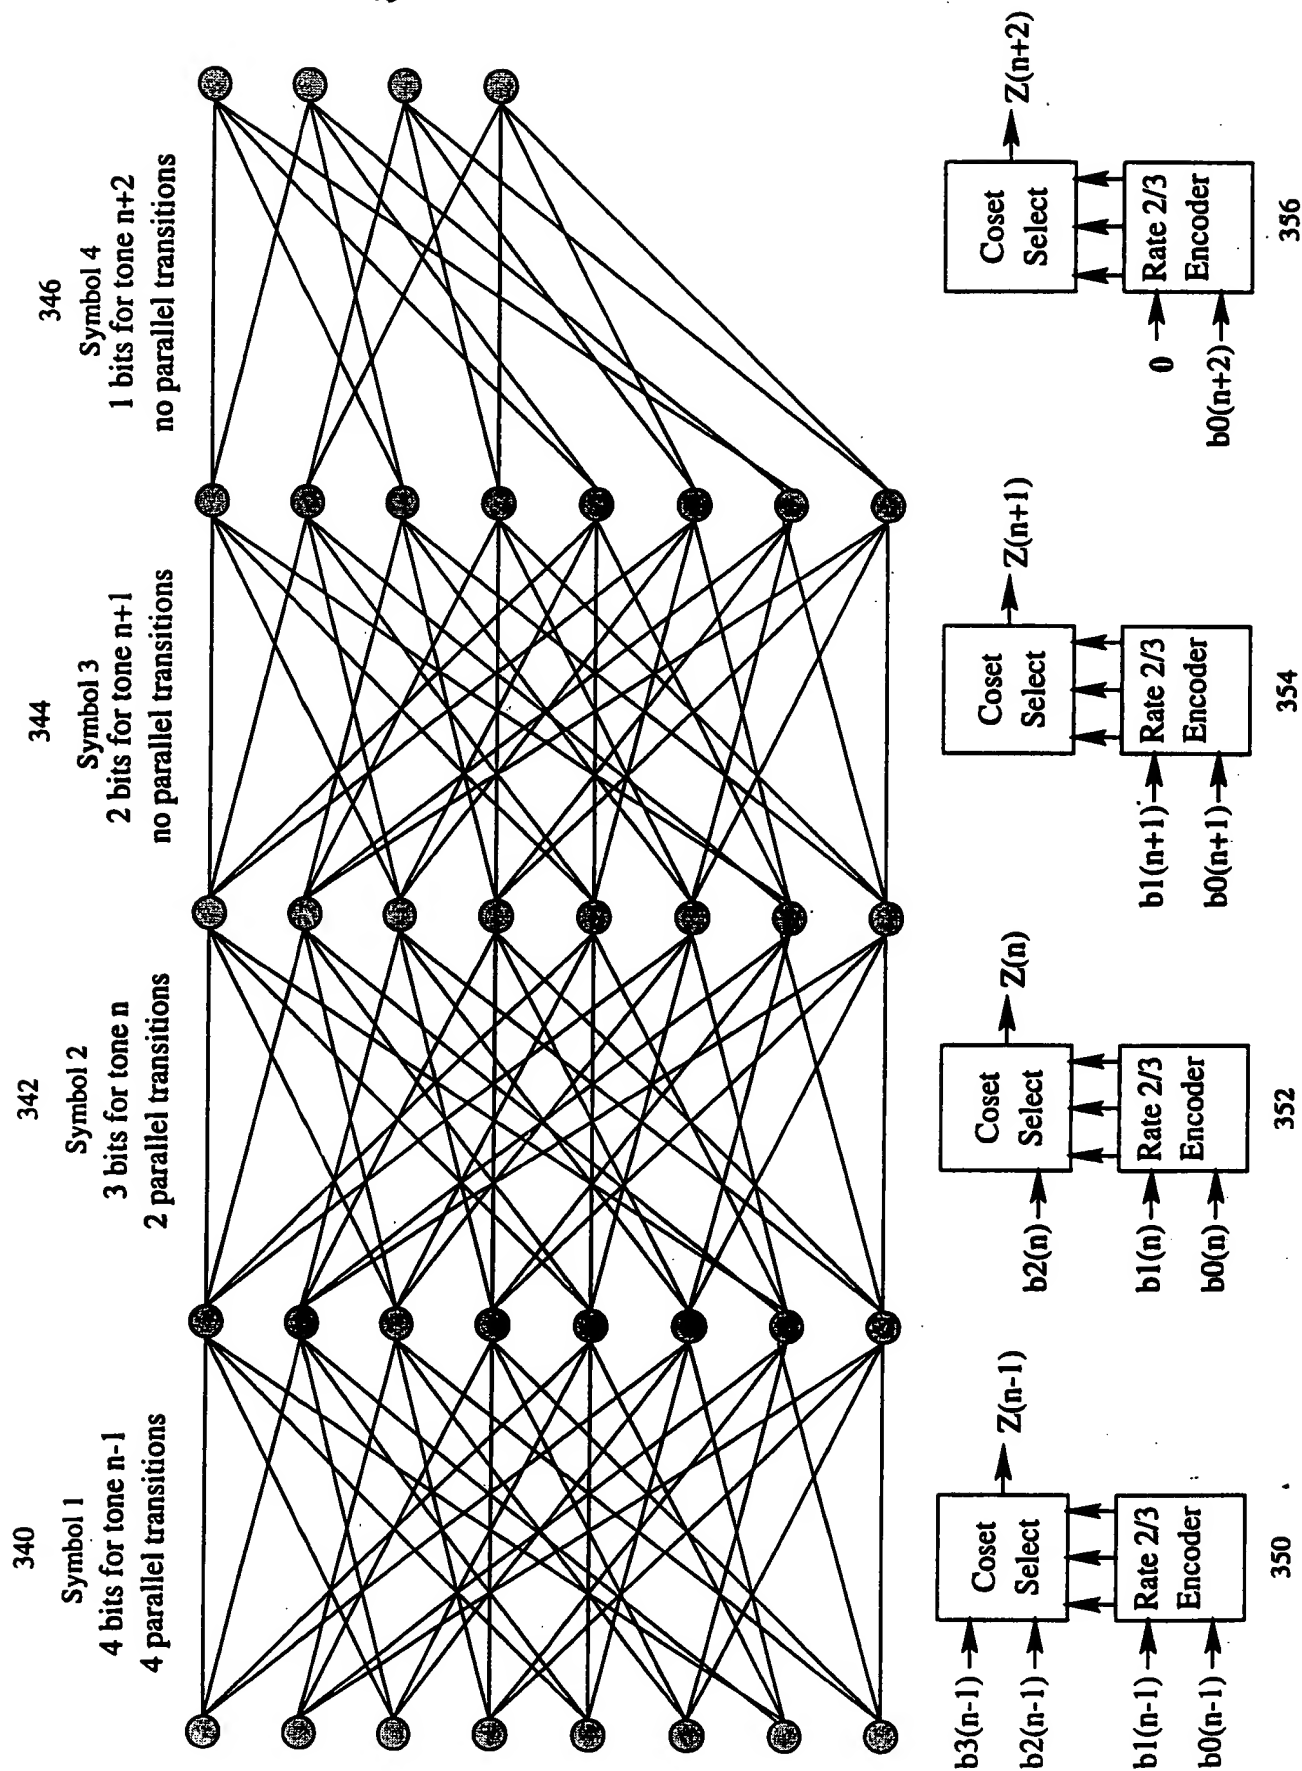 340
Symbol 1
4 bits for tone n-1
4 parallel transitions
342
Symbol 2
3 bits for tone n
2 parallel transitions
344
Symbol 3
2 bits for tone n+1
no parallel transitions
346
Symbol 4
1 bits for tone n+2
no parallel transitions
b3(n-1)
b2(n-1)
Coset
Select
Z(n-1)
b1(n-1)
b0(n-1)
Rate 2/3
Encoder
350
b2(n)
Coset
Select
Z(n)
b1(n)
b0(n)
Rate 2/3
Encoder
352
Coset
Select
Z(n+1)
b1(n+1)
b0(n+1)
Rate 2/3
Encoder
354
Coset
Select
Z(n+2)
0
b0(n+2)
Rate 2/3
Encoder
356